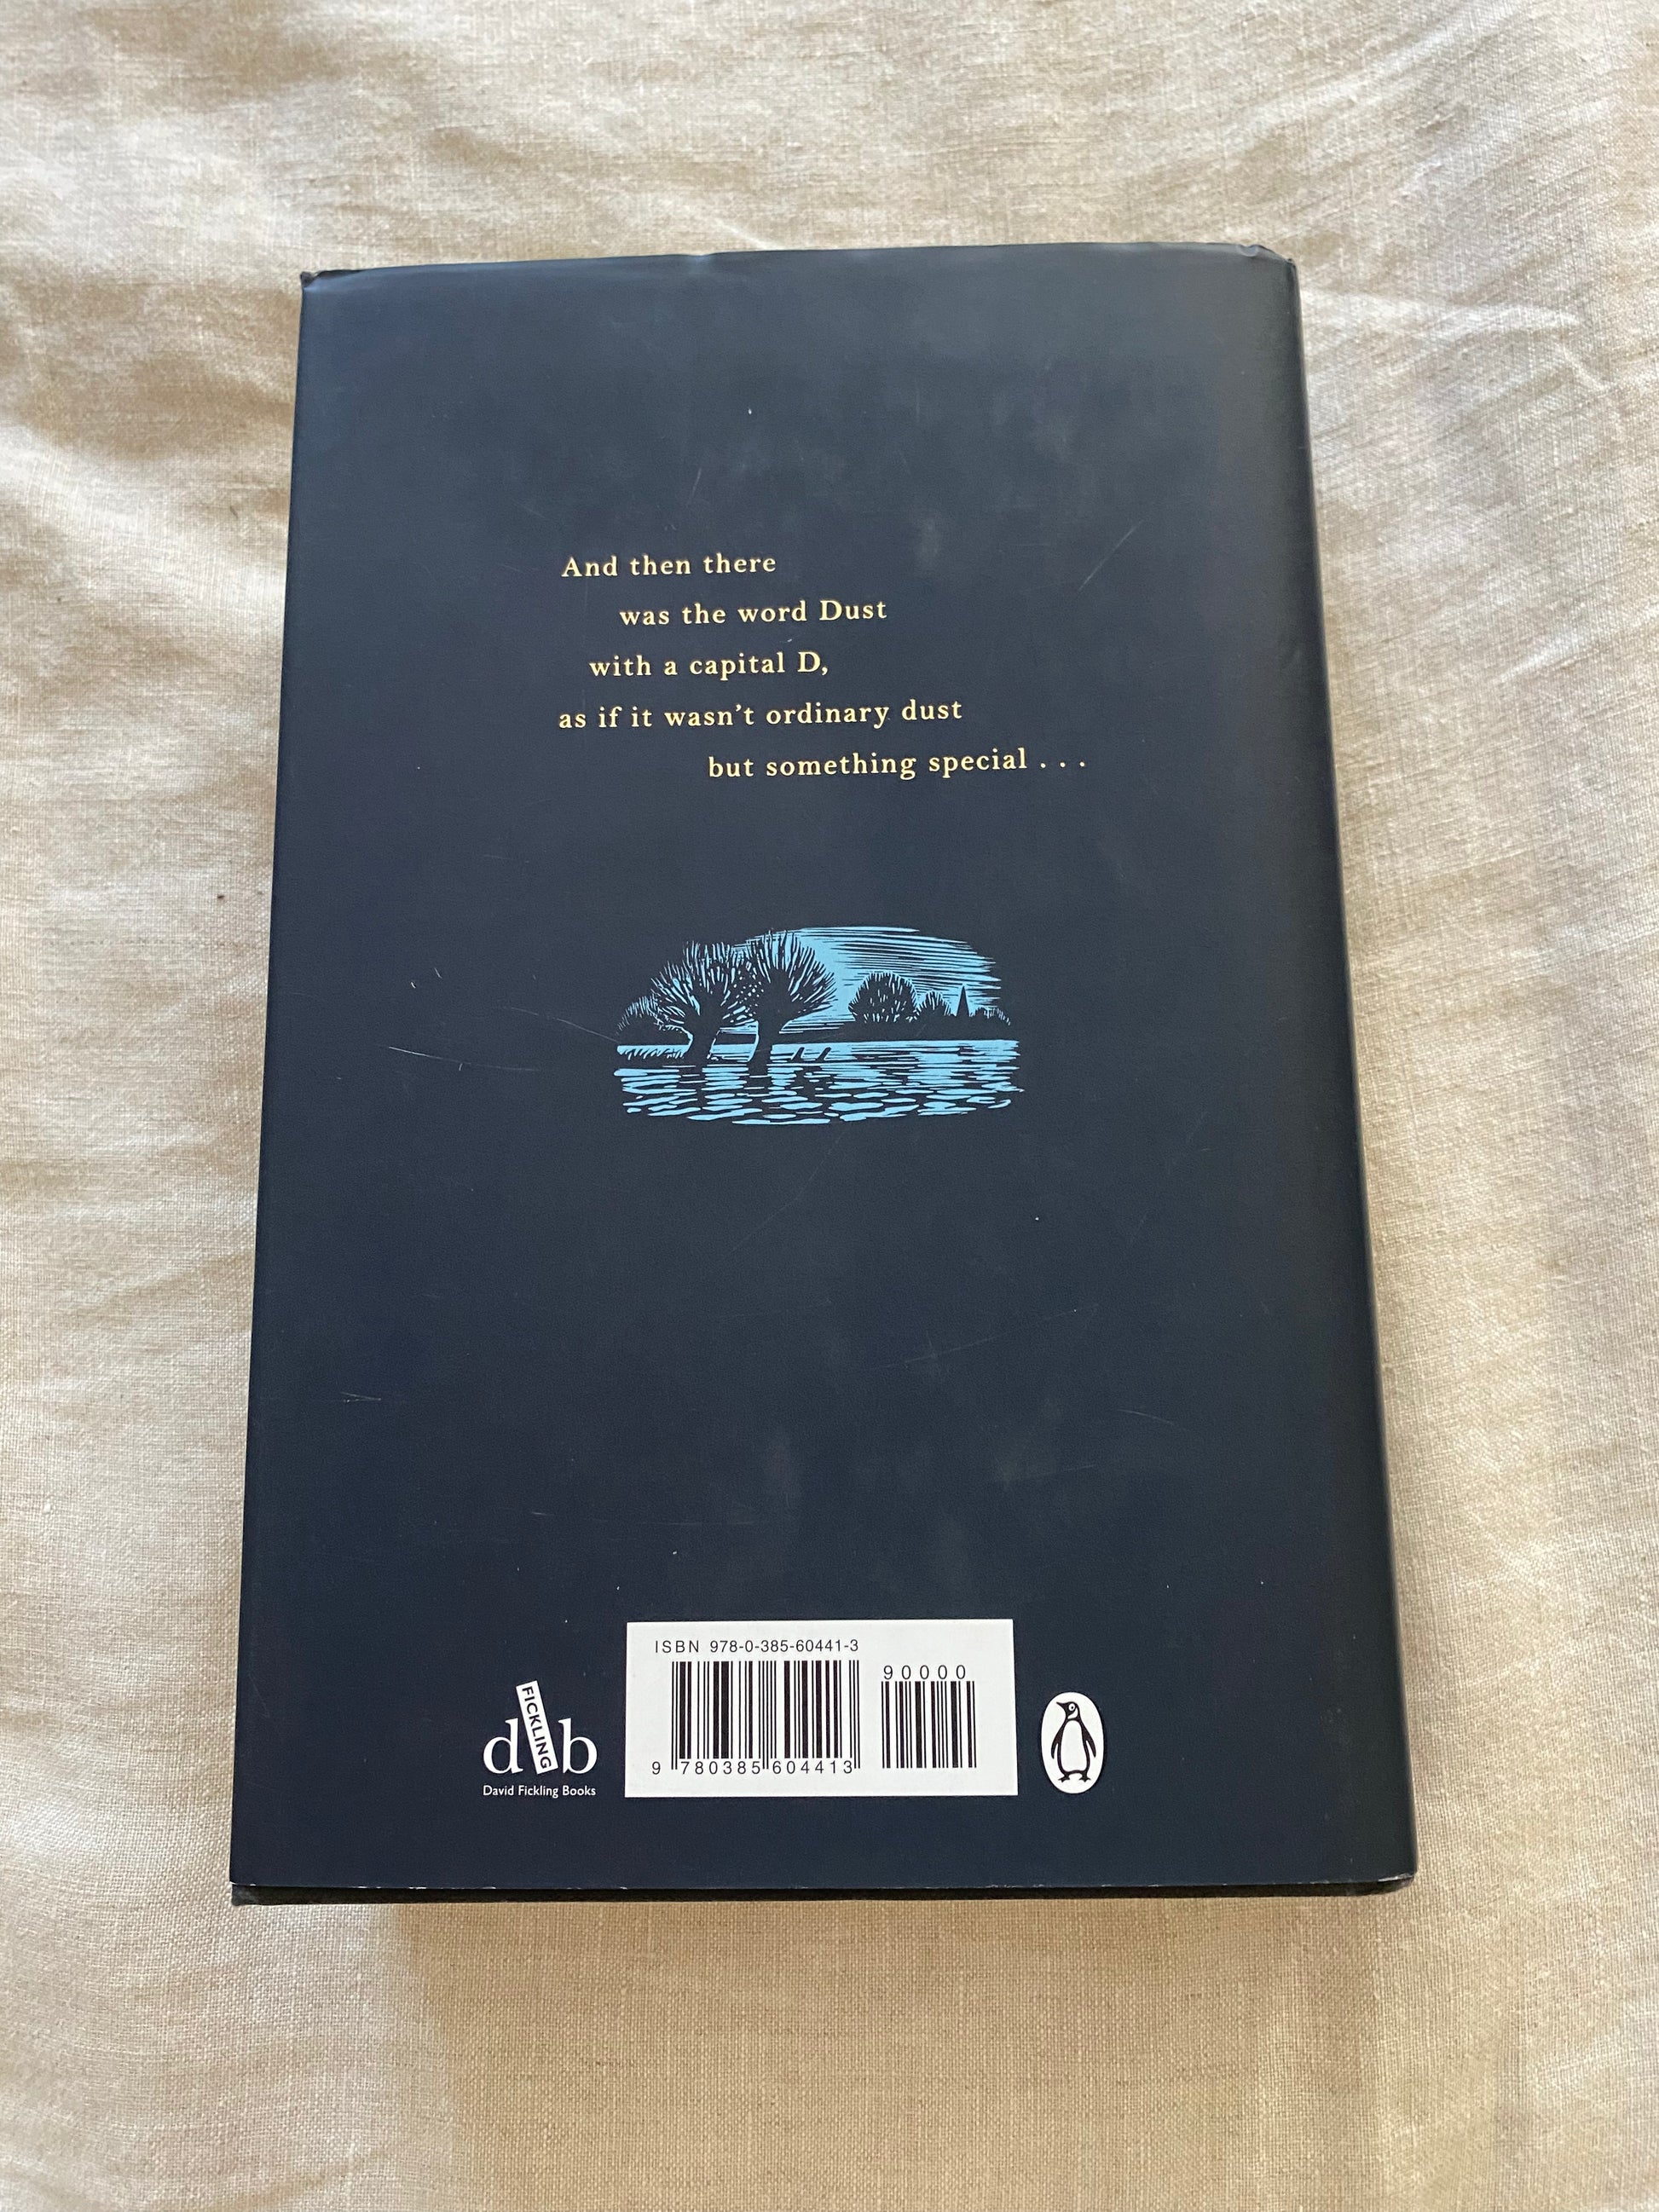 And then there
was the word Dust
with a capital D,
as if it wasn't ordinary dust
but something special . . .
ISBN 978-0-385-60441-3
90000
9 780385 604413
d FICKLING b
David Fickling Books